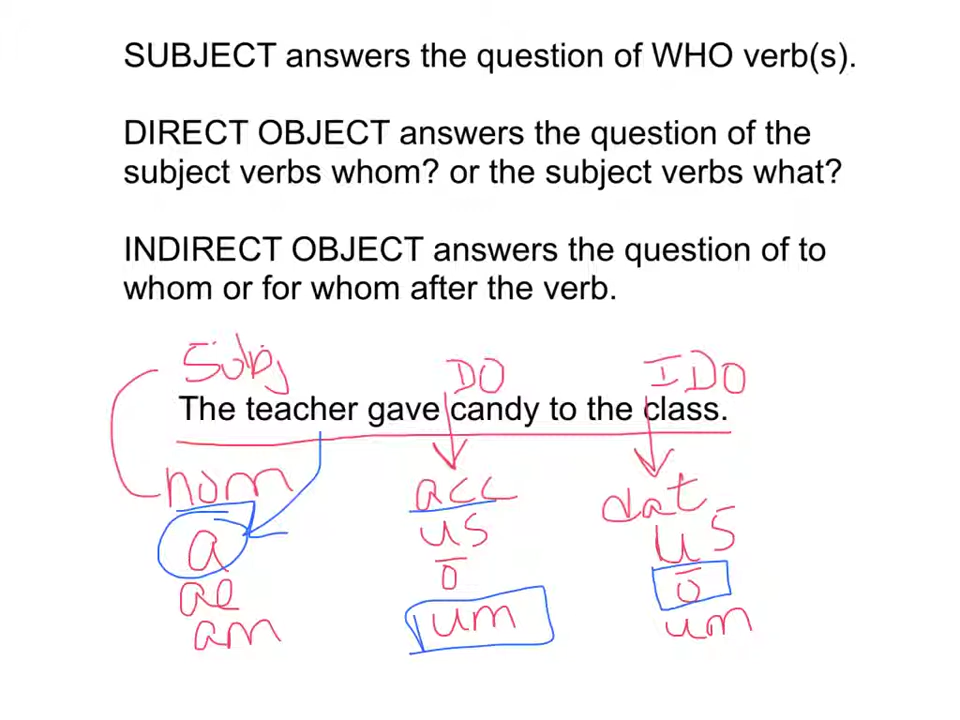 SUBJECT answers the question of WHO verb(s).
DIRECT OBJECT answers the question of the
subject verbs whom? or the subject verbs what?
INDIRECT OBJECT answers the question of to
whom or for whom after the verb.
Subj DO IDO
The teacher gave candy to the class.
nom acc dat
a us us
ae ō ō
am um um